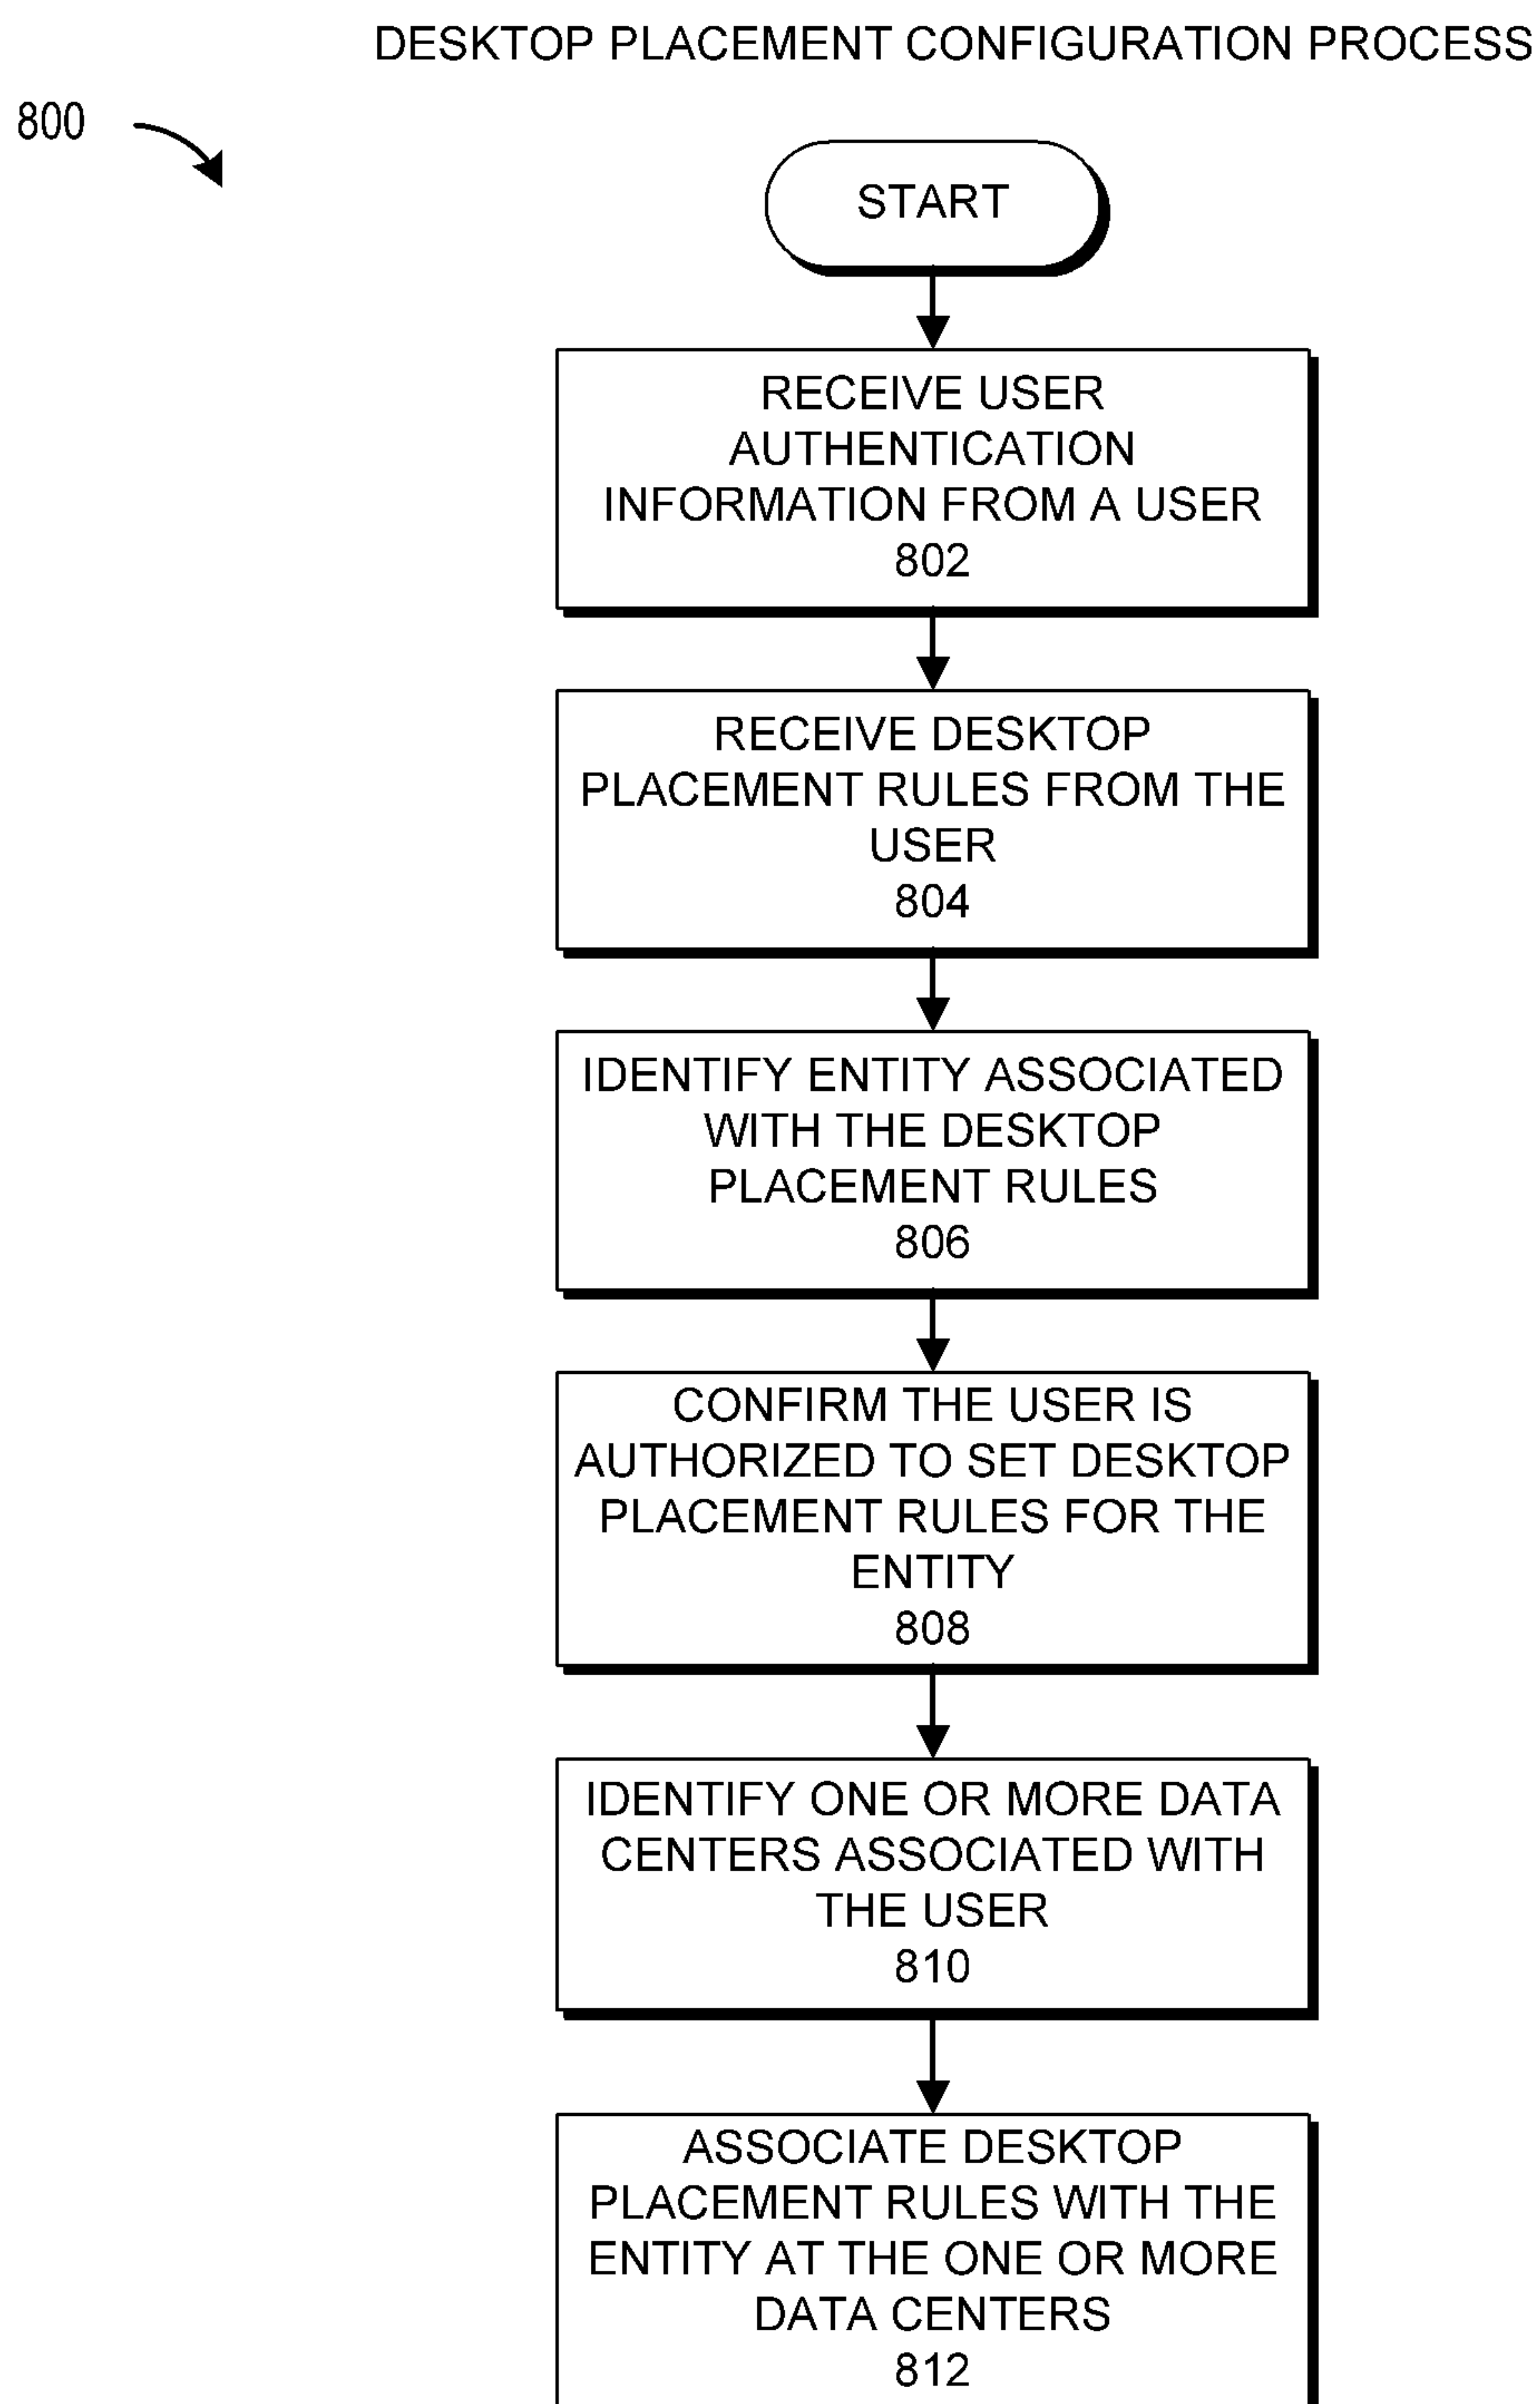 DESKTOP PLACEMENT CONFIGURATION PROCESS
800
START
RECEIVE USER
AUTHENTICATION
INFORMATION FROM A USER
802
RECEIVE DESKTOP
PLACEMENT RULES FROM THE
USER
804
IDENTIFY ENTITY ASSOCIATED
WITH THE DESKTOP
PLACEMENT RULES
806
CONFIRM THE USER IS
AUTHORIZED TO SET DESKTOP
PLACEMENT RULES FOR THE
ENTITY
808
IDENTIFY ONE OR MORE DATA
CENTERS ASSOCIATED WITH
THE USER
810
ASSOCIATE DESKTOP
PLACEMENT RULES WITH THE
ENTITY AT THE ONE OR MORE
DATA CENTERS
812